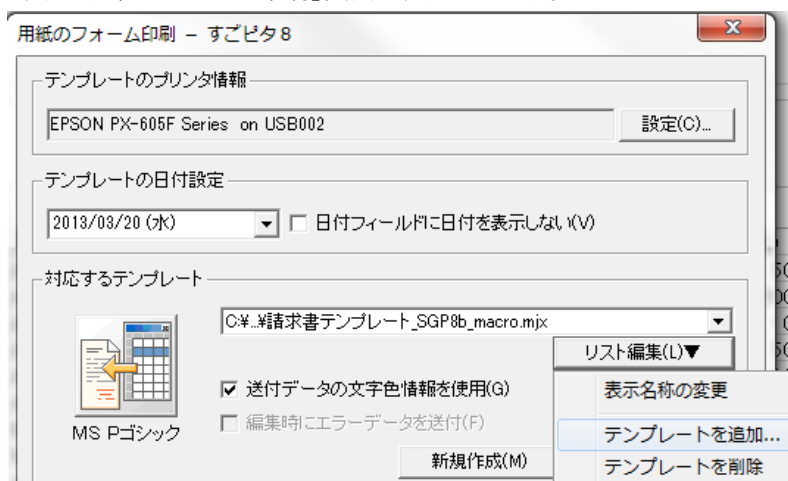 用紙のフォーム印刷 - すごピタ8
テンプレートのプリンタ情報
EPSON PX-605F Series on USB002
設定(C)...
テンプレートの日付設定
2013/03/20 (水)
日付フィールドに日付を表示しない(V)
対応するテンプレート
C:¥...¥請求書テンプレート_SGP8b_macro.mjx
リスト編集(L)▼
送付データの文字色情報を使用(G)
表示名称の変更
編集時にエラーデータを送付(F)
MS Pゴシック
テンプレートを追加...
新規作成(M)
テンプレートを削除